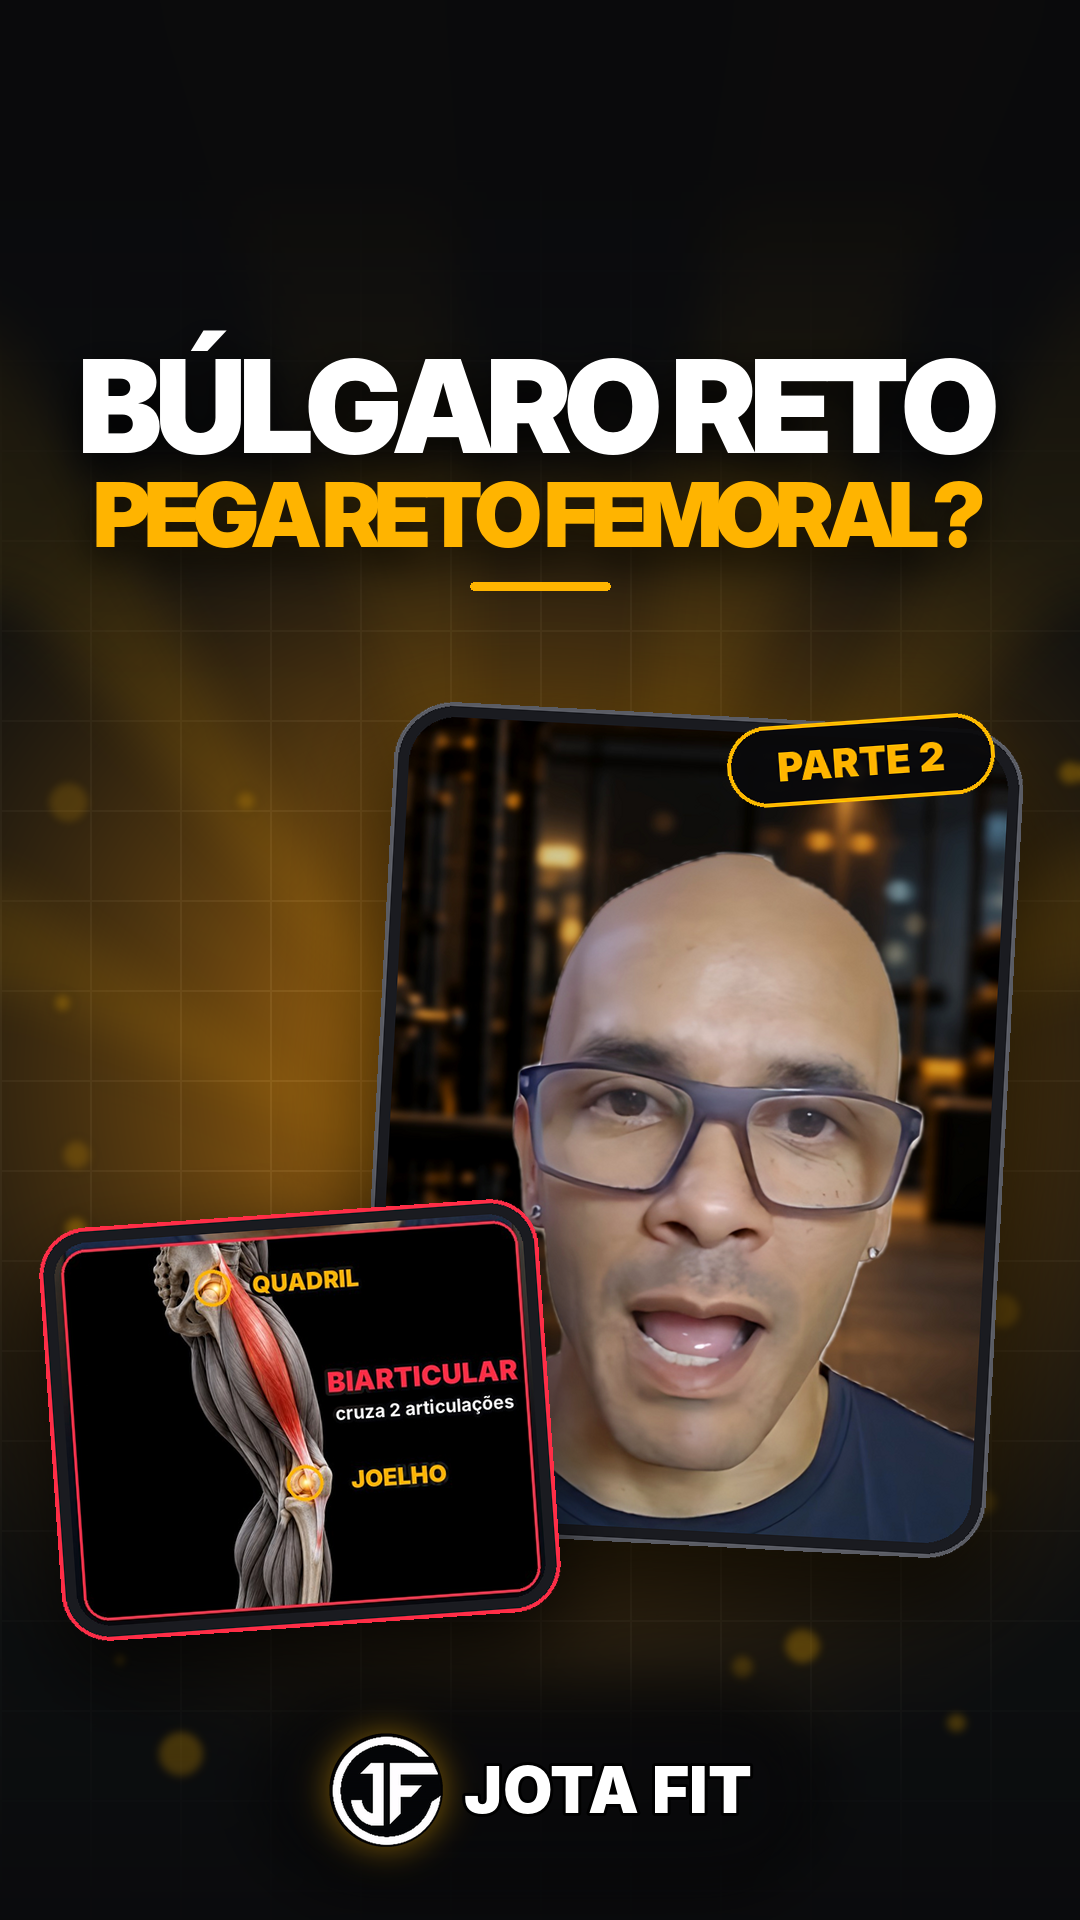 BÚLGARO RETO
PEGA RETO FEMORAL?
PARTE 2
QUADRIL
BIARTICULAR
cruza 2 articulações
JOELHO
JF JOTA FIT